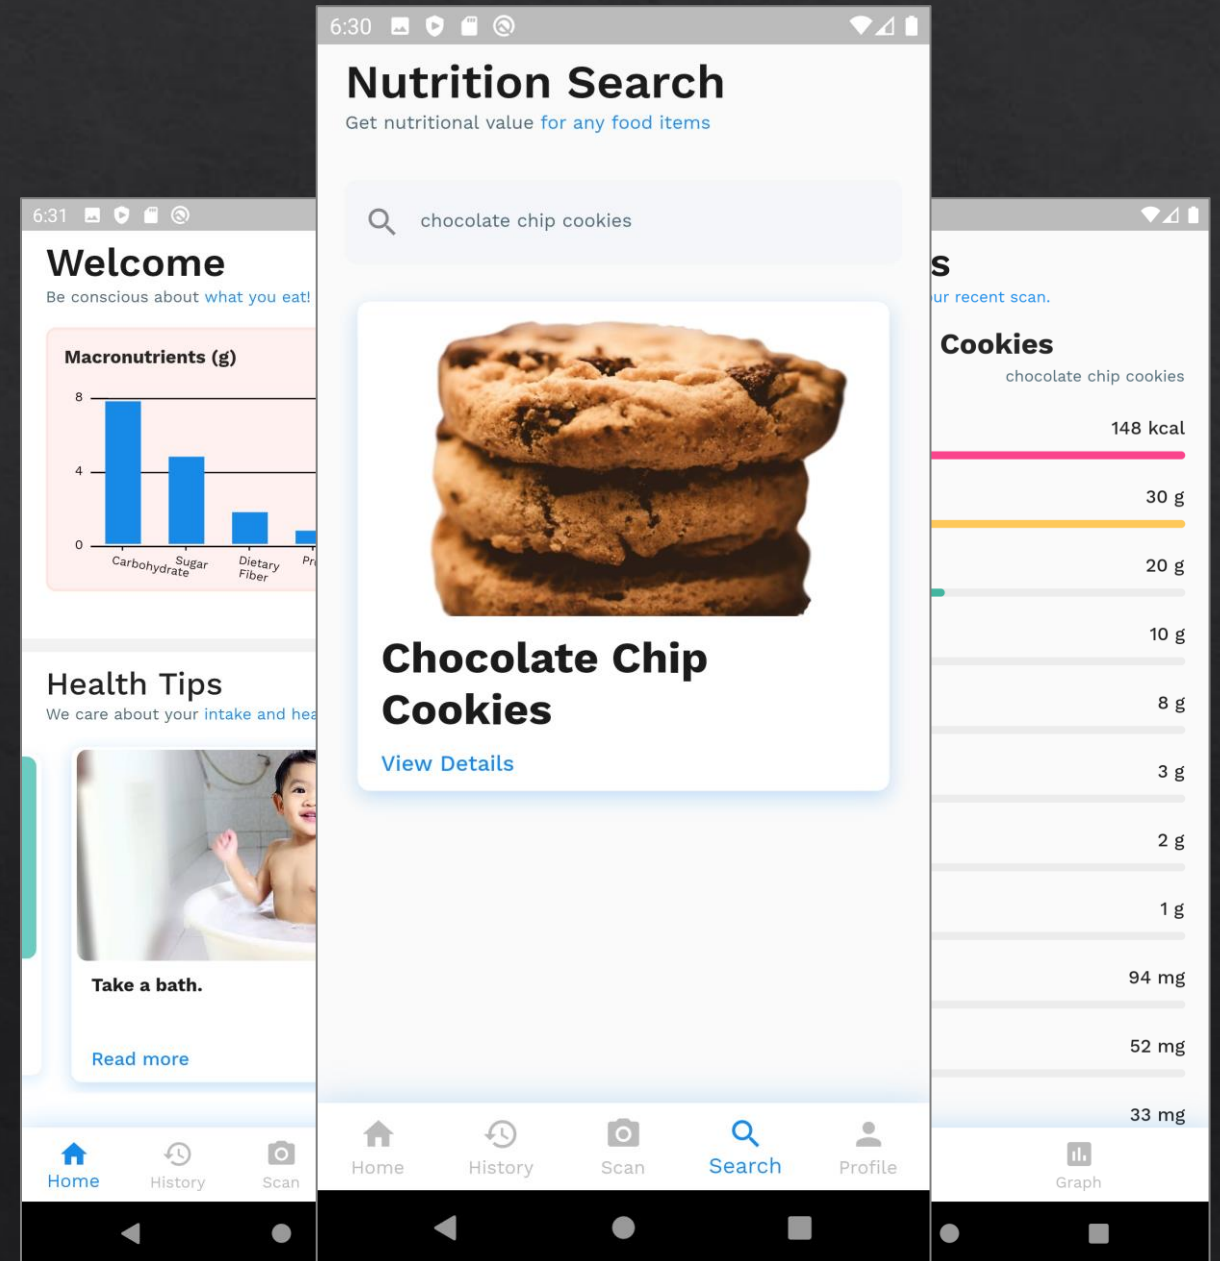 6:31
Welcome
Be conscious about what you eat!
Macronutrients (g)
8
4
0
Carbohydrate
Sugar
Dietary
Fiber
Health Tips
We care about your intake and
Take a bath.
Read more
Home
History
Scan
6:30
Nutrition Search
Get nutritional value for any food items
chocolate chip cookies
Chocolate Chip
Cookies
View Details
Home
History
Scan
Search
Profile
recent scan.
Cookies
chocolate chip cookies
148 kcal
30 g
20 g
10 g
8 g
3 g
2 g
1 g
94 mg
52 mg
33 mg
Graph